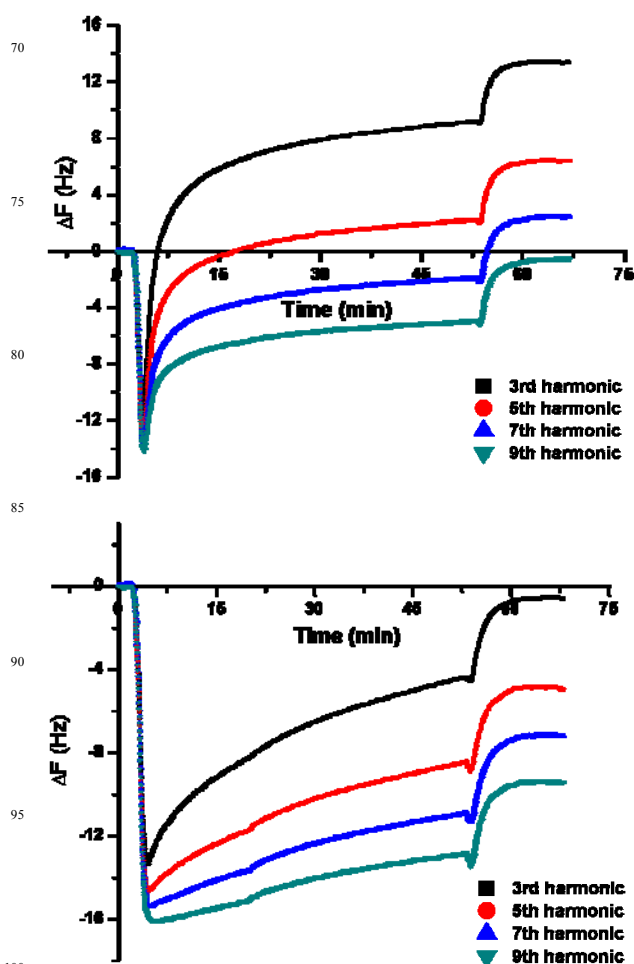 70
75
80
85
90
95
16
12
8
4
0
-4
-8
-12
-16
ΔF (Hz)
0 15 30 45 60 75
Time (min)
3rd harmonic
5th harmonic
7th harmonic
9th harmonic
0
-4
-8
-12
-16
ΔF (Hz)
0 15 30 45 60 75
Time (min)
3rd harmonic
5th harmonic
7th harmonic
9th harmonic